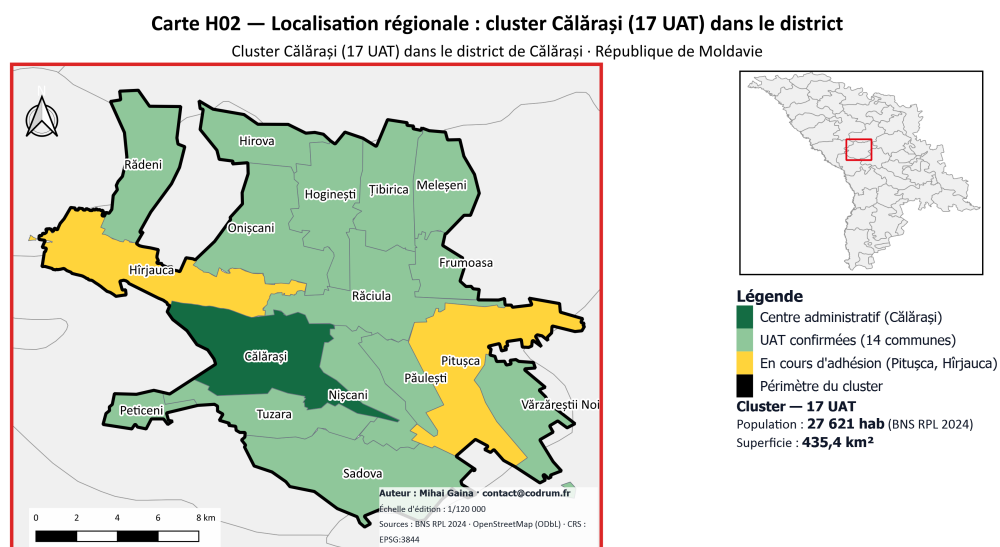 Carte H02 — Localisation régionale : cluster Călărași (17 UAT) dans le district
Cluster Călărași (17 UAT) dans le district de Călărași · République de Moldavie
N
Rădeni
Hirova
Hoginești
Țibirica
Meleșeni
Onișcani
Frumoasa
Hîrjauca
Răciula
Călărași
Pitușca
Păulești
Nișcani
Vărzăreștii Noi
Peticeni
Tuzara
Sadova
Auteur : Mihai Gaina · contact@codrum.fr
Échelle d'édition : 1/120 000
Sources : BNS RPL 2024 · OpenStreetMap (ODbL) · CRS :
EPSG:3844
0 2 4 6 8 km
Légende
Centre administratif (Călărași)
UAT confirmées (14 communes)
En cours d'adhésion (Pitușca, Hîrjauca)
Périmètre du cluster
Cluster — 17 UAT
Population : 27 621 hab (BNS RPL 2024)
Superficie : 435,4 km²